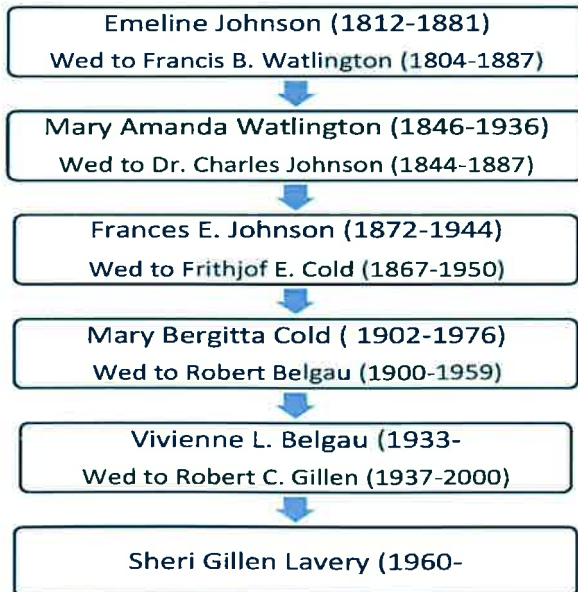 Emeline Johnson (1812-1881)
Wed to Francis B. Watlington (1804-1887)
Mary Amanda Watlington (1846-1936)
Wed to Dr. Charles Johnson (1844-1887)
Frances E. Johnson (1872-1944)
Wed to Frithjof E. Cold (1867-1950)
Mary Bergitta Cold ( 1902-1976)
Wed to Robert Belgau (1900-1959)
Vivienne L. Belgau (1933-
Wed to Robert C. Gillen (1937-2000)
Sheri Gillen Lavery (1960-